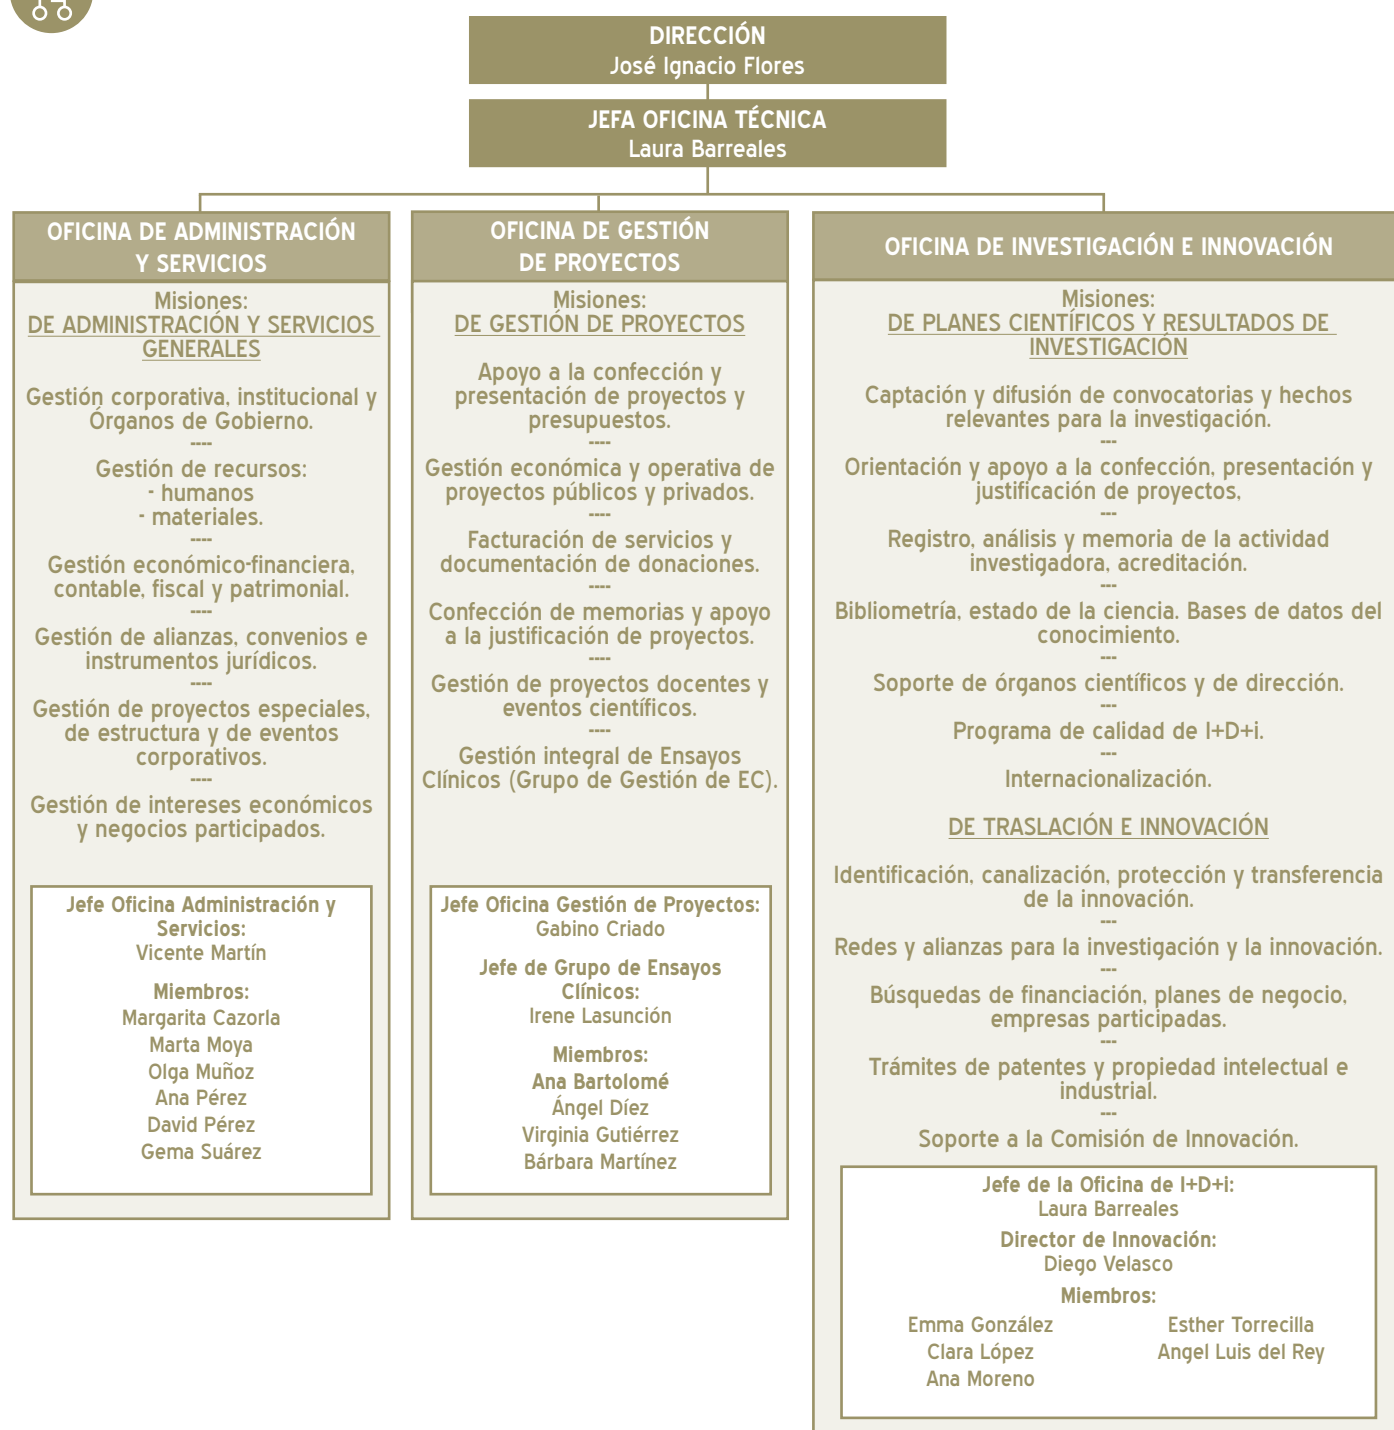 DIRECCIÓN
José Ignacio Flores
JEFA OFICINA TÉCNICA
Laura Barreales
OFICINA DE ADMINISTRACIÓN
Y SERVICIOS
Misiones:
DE ADMINISTRACIÓN Y SERVICIOS
GENERALES
Gestión corporativa, institucional y
Órganos de Gobierno.
----
Gestión de recursos:
- humanos
- materiales.
----
Gestión económico-financiera,
contable, fiscal y patrimonial.
----
Gestión de alianzas, convenios e
instrumentos jurídicos.
----
Gestión de proyectos especiales,
de estructura y de eventos
corporativos.
----
Gestión de intereses económicos
y negocios participados.
Jefe Oficina Administración y
Servicios:
Vicente Martín
Miembros:
Margarita Cazorla
Marta Moya
Olga Muñoz
Ana Pérez
David Pérez
Gema Suárez
OFICINA DE GESTIÓN
DE PROYECTOS
Misiones:
DE GESTIÓN DE PROYECTOS
Apoyo a la confección y
presentación de proyectos y
presupuestos.
----
Gestión económica y operativa de
proyectos públicos y privados.
----
Facturación de servicios y
documentación de donaciones.
----
Confección de memorias y apoyo
a la justificación de proyectos.
----
Gestión de proyectos docentes y
eventos científicos.
----
Gestión integral de Ensayos
Clínicos (Grupo de Gestión de EC).
Jefe Oficina Gestión de Proyectos:
Gabino Criado
Jefe de Grupo de Ensayos
Clínicos:
Irene Lasunción
Miembros:
Ana Bartolomé
Ángel Díez
Virginia Gutiérrez
Bárbara Martínez
OFICINA DE INVESTIGACIÓN E INNOVACIÓN
Misiones:
DE PLANES CIENTÍFICOS Y RESULTADOS DE
INVESTIGACIÓN
Captación y difusión de convocatorias y hechos
relevantes para la investigación.
---
Orientación y apoyo a la confección, presentación y
justificación de proyectos,
---
Registro, análisis y memoria de la actividad
investigadora, acreditación.
---
Bibliometría, estado de la ciencia. Bases de datos del
conocimiento.
---
Soporte de órganos científicos y de dirección.
---
Programa de calidad de I+D+i.
---
Internacionalización.
DE TRASLACIÓN E INNOVACIÓN
Identificación, canalización, protección y transferencia
de la innovación.
---
Redes y alianzas para la investigación y la innovación.
---
Búsquedas de financiación, planes de negocio,
empresas participadas.
---
Trámites de patentes y propiedad intelectual e
industrial.
---
Soporte a la Comisión de Innovación.
Jefe de la Oficina de I+D+i:
Laura Barreales
Director de Innovación:
Diego Velasco
Miembros:
Emma González
Clara López
Ana Moreno
Esther Torrecilla
Angel Luis del Rey